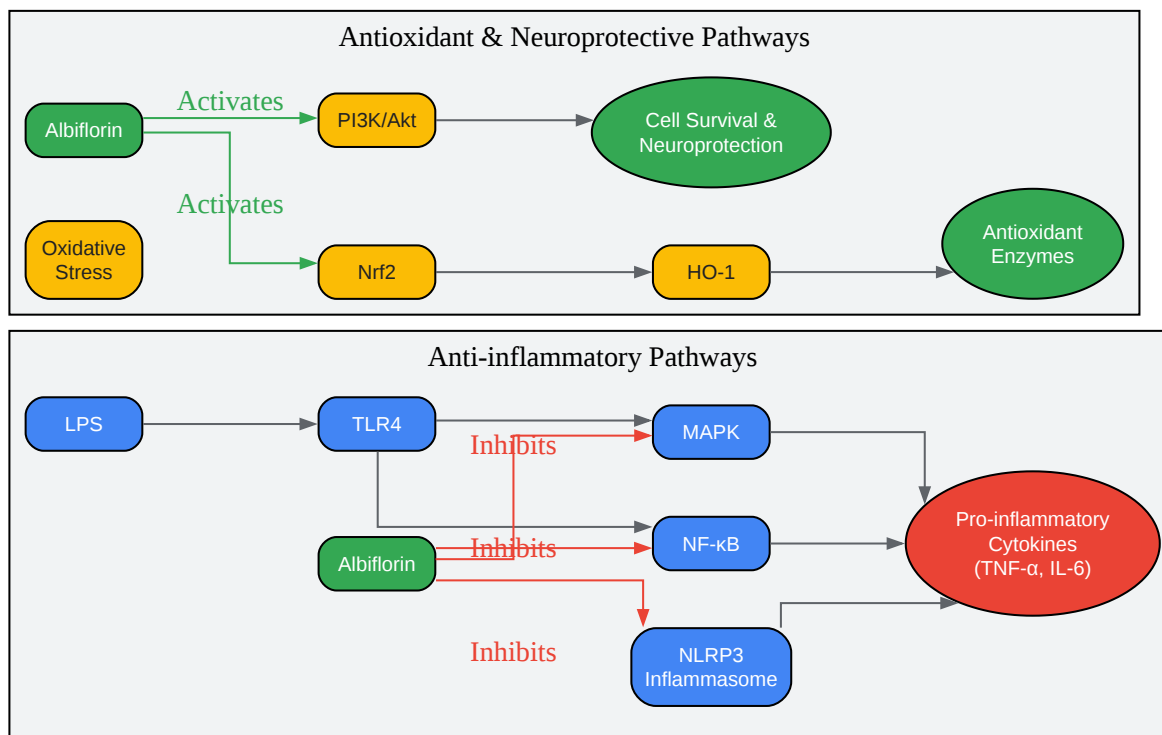 Antioxidant & Neuroprotective Pathways
Albiflorin
Activates
PI3K/Akt
Cell Survival &
Neuroprotection
Activates
Oxidative
Stress
Nrf2
HO-1
Antioxidant
Enzymes
Anti-inflammatory Pathways
LPS
TLR4
Inhibits
MAPK
Albiflorin
Inhibits
NF-κB
Pro-inflammatory
Cytokines
(TNF-α, IL-6)
Inhibits
NLRP3
Inflammasome